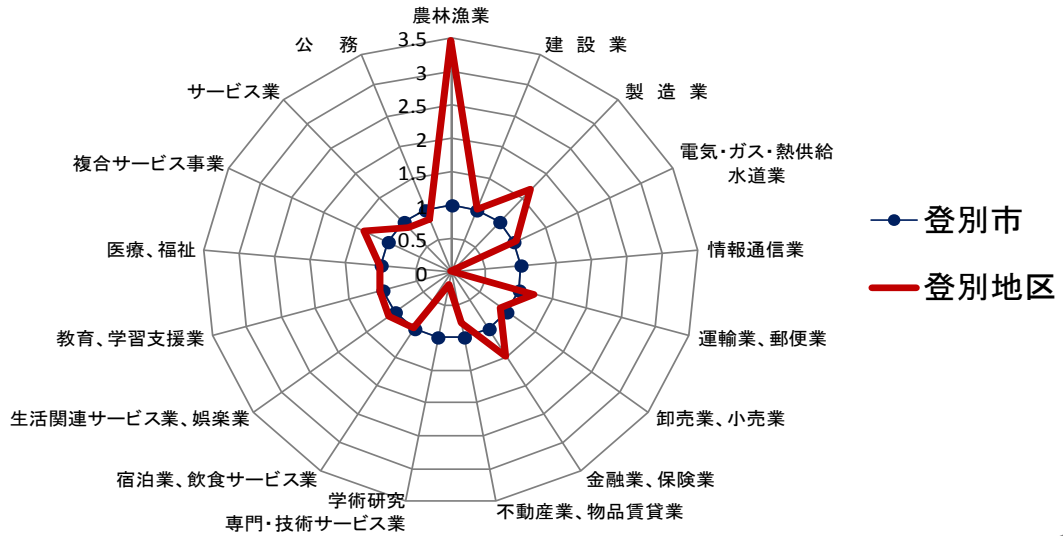 農林漁業
建 設 業
製 造 業
電気・ガス・熱供給
水道業
情報通信業
運輸業、郵便業
卸売業、小売業
金融業、保険業
不動産業、物品賃貸業
学術研究
専門・技術サービス業
宿泊業、飲食サービス業
生活関連サービス業、娯楽業
教育、学習支援業
医療、福祉
複合サービス事業
サービス業
公 務
3.5
3
2.5
2
1.5
1
0.5
0
登別市
登別地区